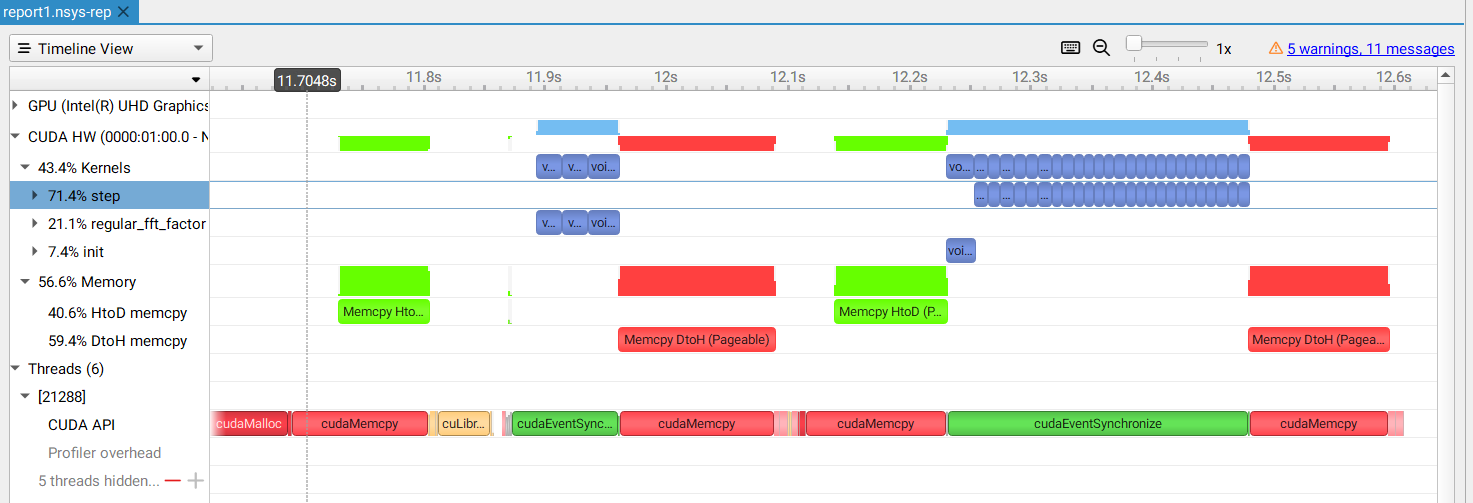 report1.nsys-rep
Timeline View
1x
5 warnings, 11 messages
11.7048s
11.8s 11.9s 12s 12.1s 12.2s 12.3s 12.4s 12.5s 12.6s
GPU (Intel(R) UHD Graphics
CUDA HW (0000:01:00.0 - N
43.4% Kernels
v... v... voi... vo... ... ... ... ... ...
71.4% step
... ... ... ... ...
21.1% regular_fft_factor
v... v... voi...
7.4% init
voi...
56.6% Memory
40.6% HtoD memcpy
Memcpy Hto... Memcpy HtoD (P...
59.4% DtoH memcpy
Memcpy DtoH (Pageable) Memcpy DtoH (Pagea...
Threads (6)
[21288]
CUDA API
cudaMalloc cudaMemcpy cuLibr... cudaEventSync... cudaMemcpy cudaMemcpy cudaEventSynchronize cudaMemcpy
Profiler overhead
5 threads hidden...